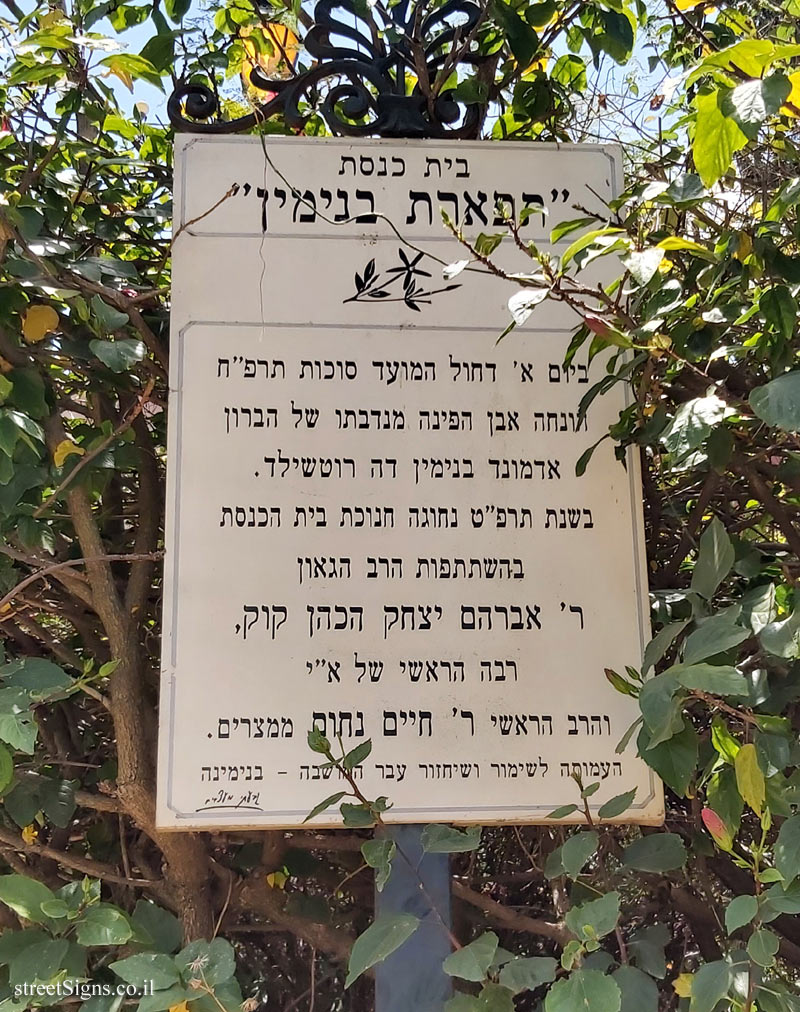 בית כנסת
"תפארת בנימין"
ביום א' דחול המועד סוכות תרפ"ח
הונחה אבן הפינה מנדבתו של הברון
אדמונד בנימין דה רוטשילד.
בשנת תרפ"ט נחוגה חנוכת בית הכנסת
בהשתתפות הרב הגאון
ר' אברהם יצחק הכהן קוק,
רבה הראשי של א"י
והרב הראשי ר' חיים נחום ממצרים.
העמותה לשימור ושיחזור עבר המושבה - בנימינה
streetSigns.co.il